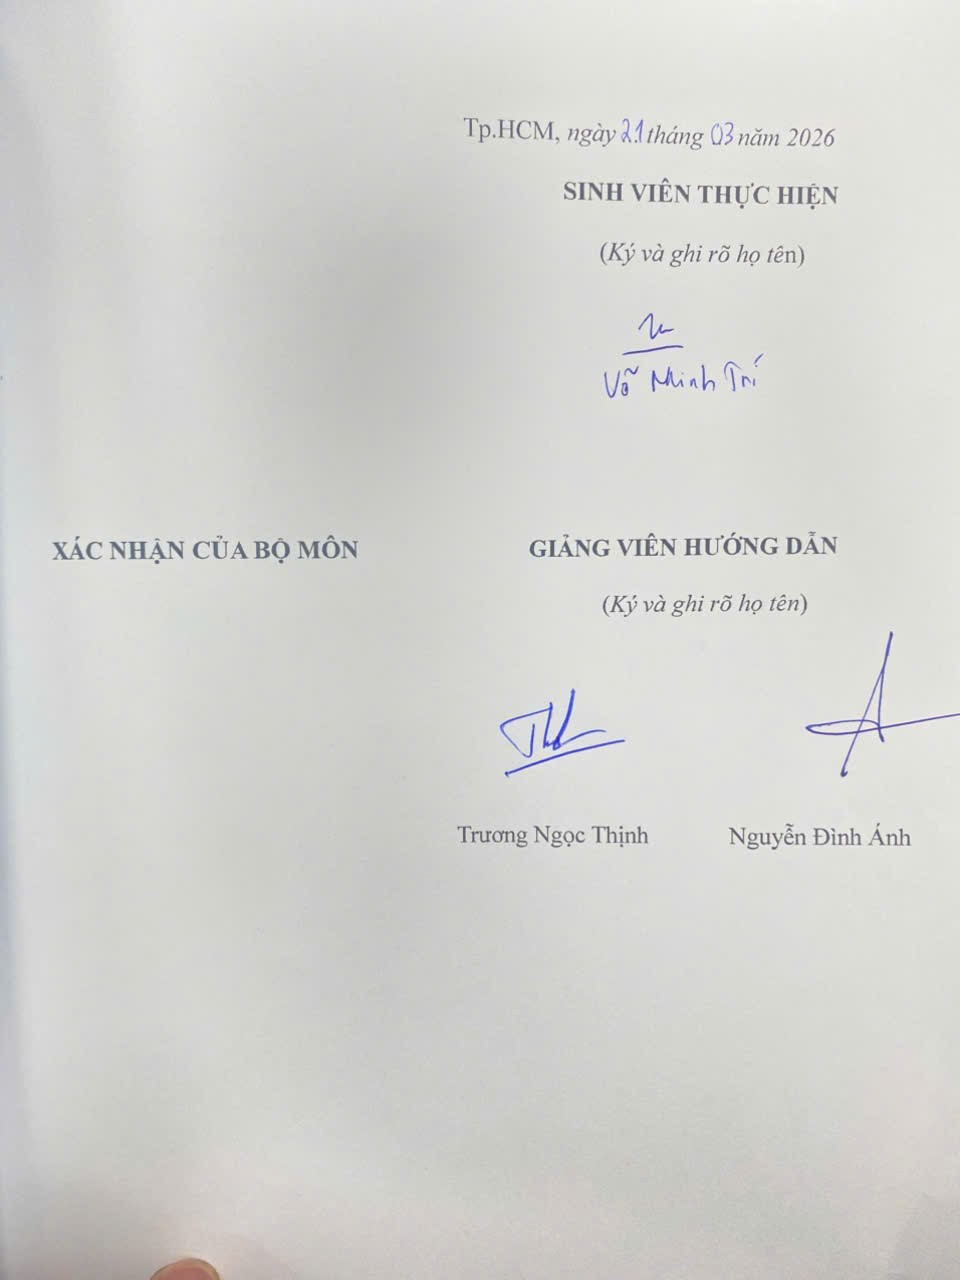 Tp.HCM, ngày 21 tháng 03 năm 2026
SINH VIÊN THỰC HIỆN
(Ký và ghi rõ họ tên)
Võ Minh Trí
XÁC NHẬN CỦA BỘ MÔN
GIẢNG VIÊN HƯỚNG DẪN
(Ký và ghi rõ họ tên)
Trương Ngọc Thịnh
Nguyễn Đình Ánh